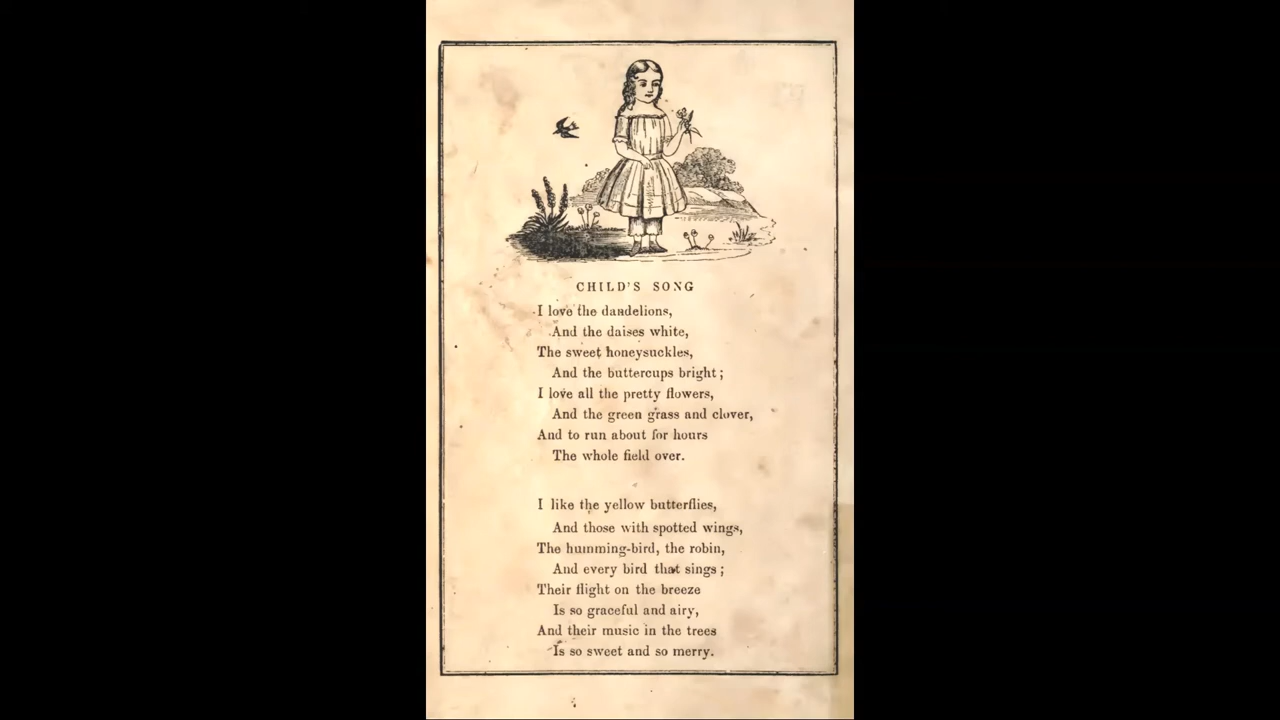 CHILD'S SONG
I love the dandelions,
And the daises white,
The sweet honeysuckles,
And the buttercups bright;
I love all the pretty flowers,
And the green grass and clover,
And to run about for hours
The whole field over.
I like the yellow butterflies,
And those with spotted wings,
The humming-bird, the robin,
And every bird that sings;
Their flight on the breeze
Is so graceful and airy,
And their music in the trees
Is so sweet and so merry.